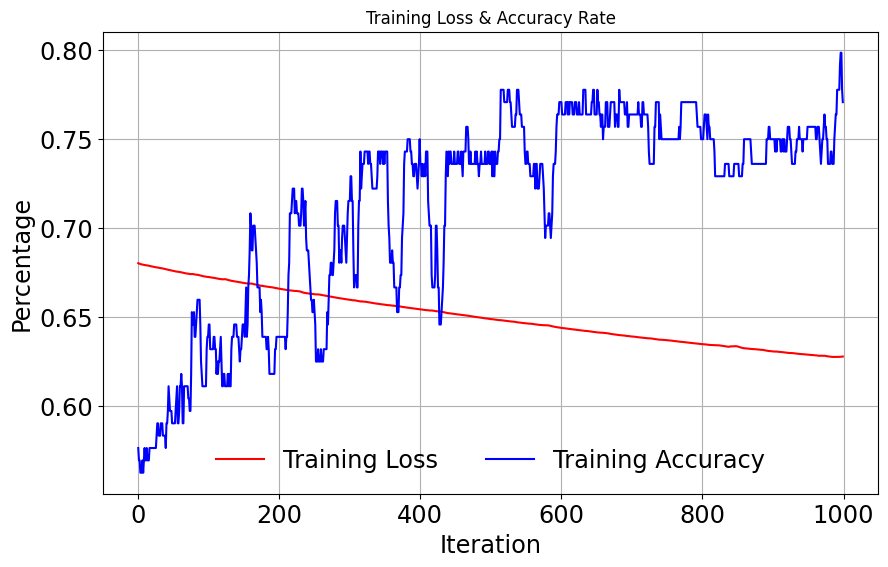 Training Loss & Accuracy Rate
Percentage
0.80
0.75
0.70
0.65
0.60
Training Loss
Training Accuracy
0
200
400
600
800
1000
Iteration